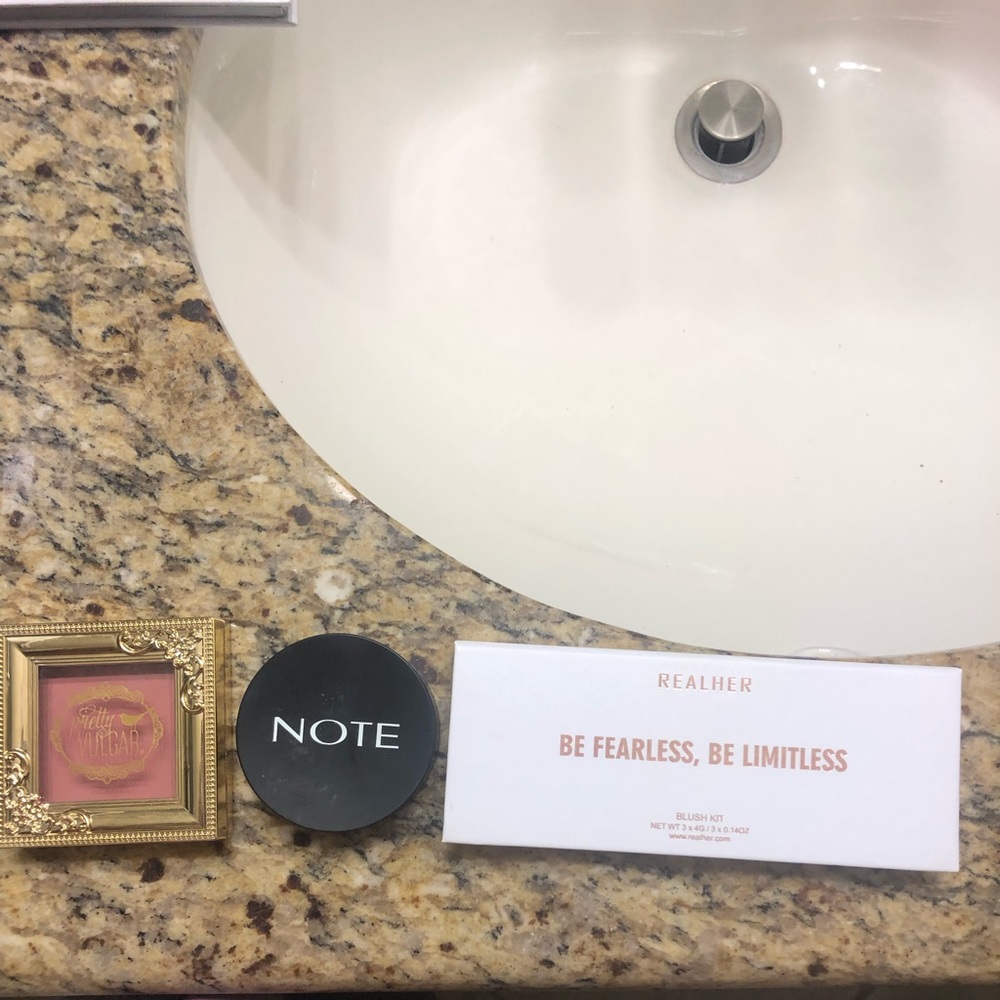 Pretty
VULGAR
NOTE
REALHER
BE FEARLESS, BE LIMITLESS
BLUSH KIT
NET WT 3 x 4G / 3 x 0.14OZ
www.realher.com